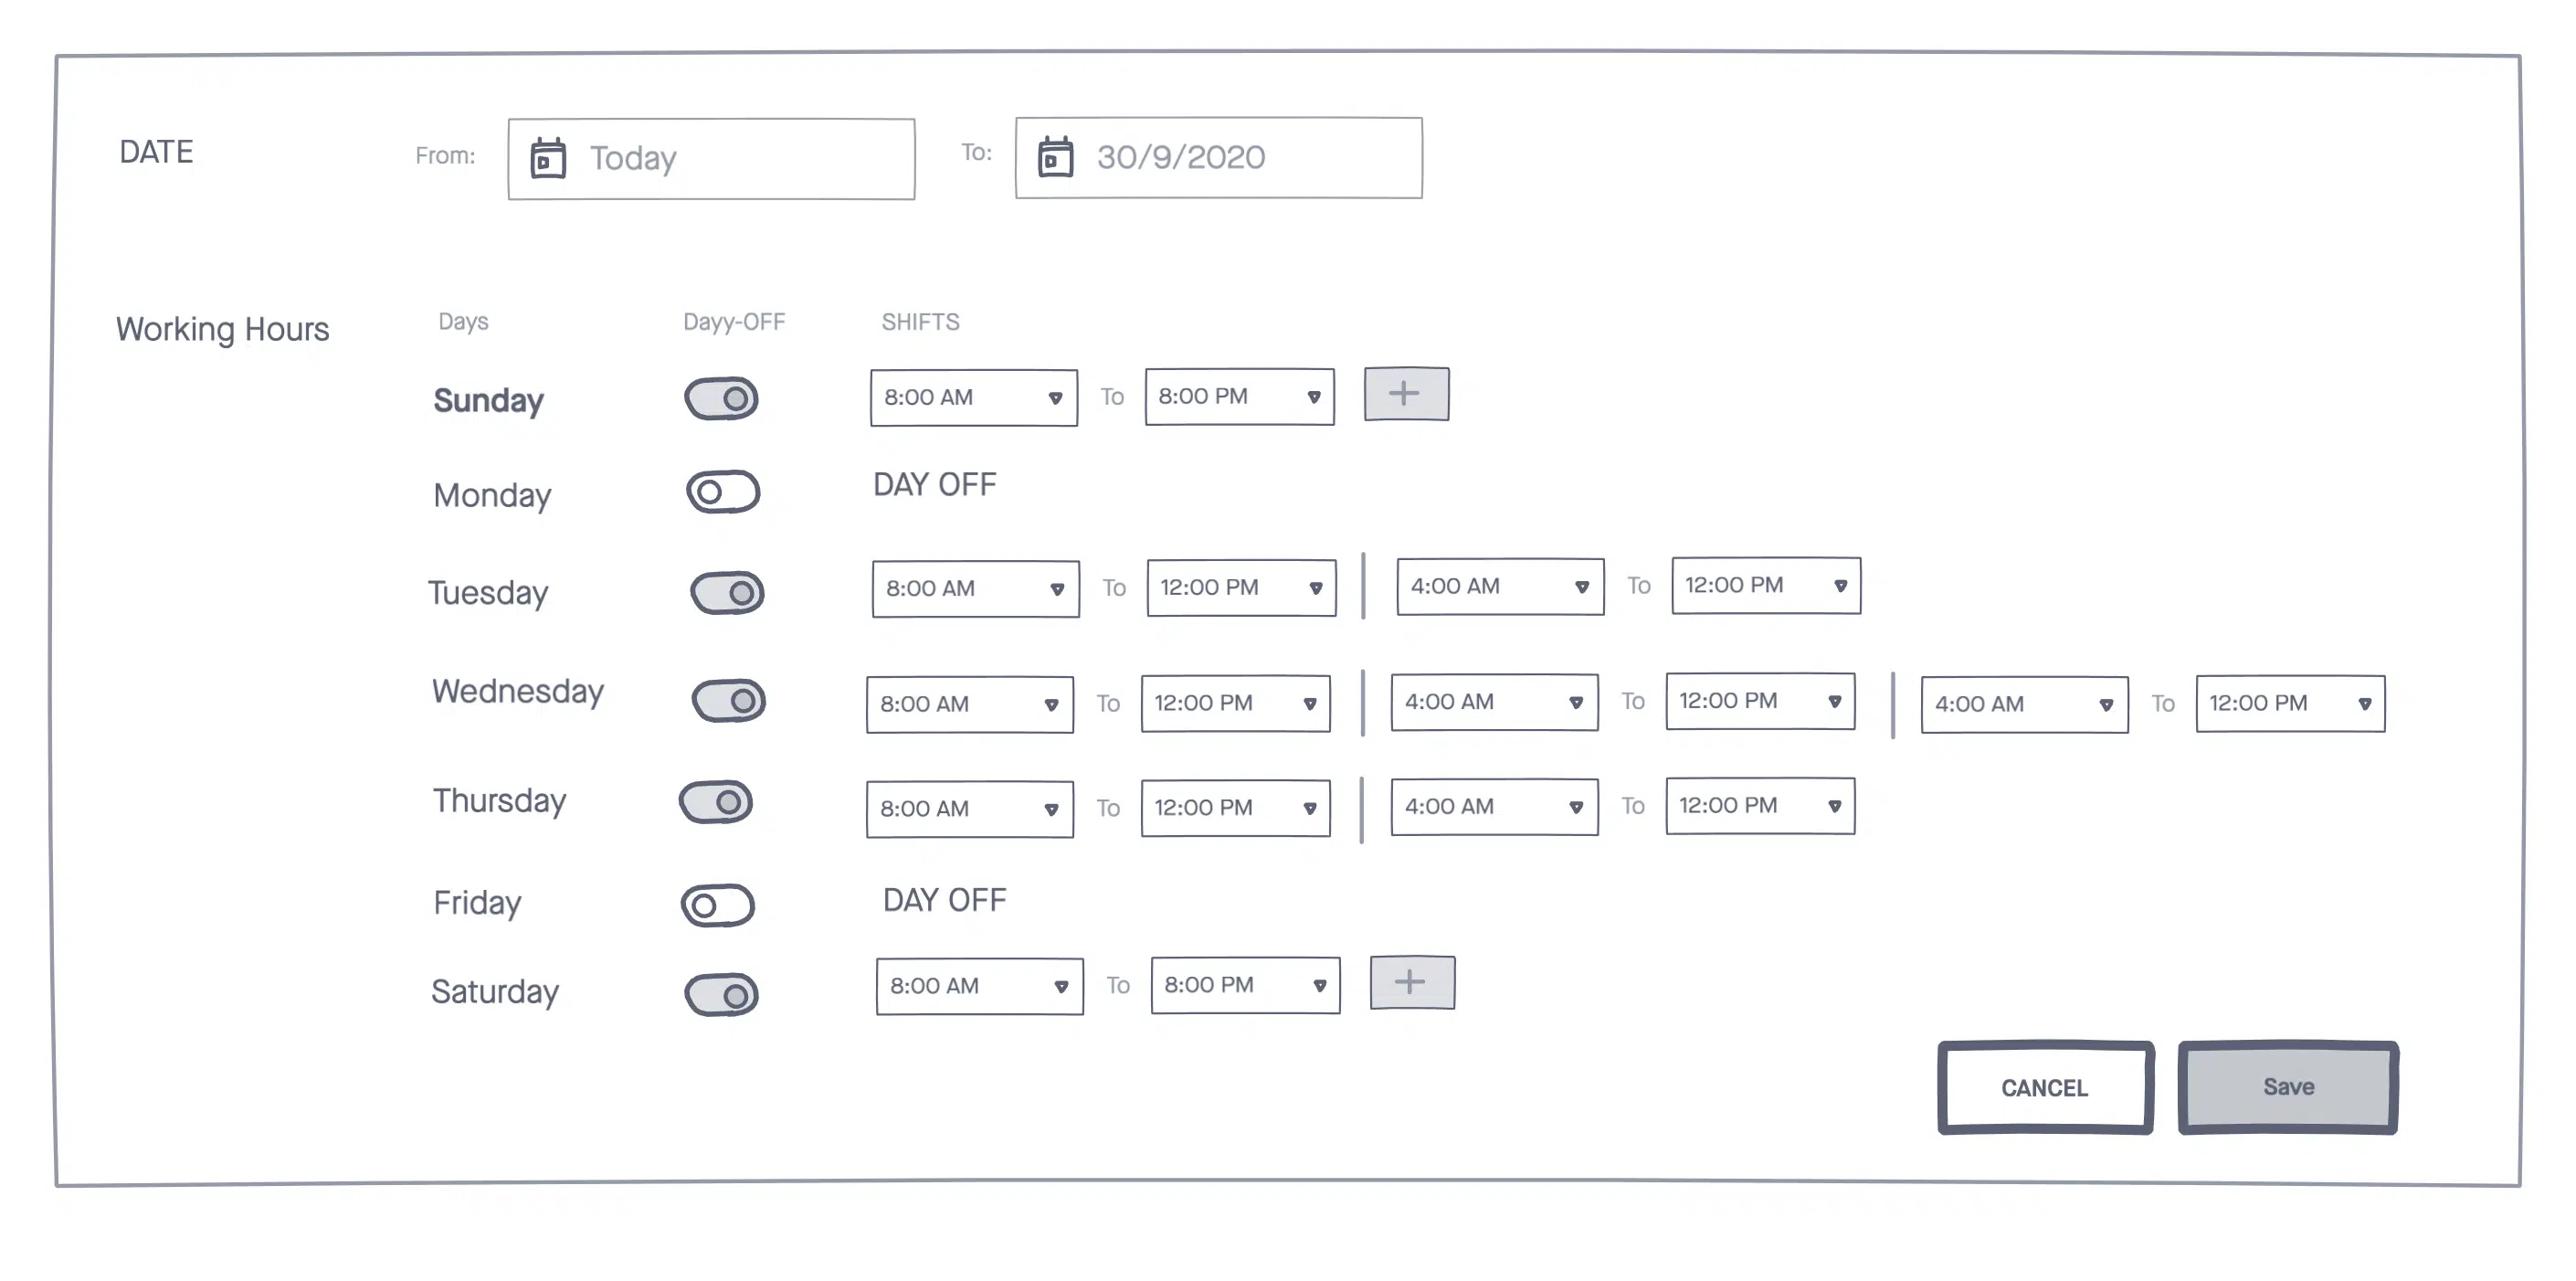 DATE From: Today To: 30/9/2020
Working Hours Days Dayy-OFF SHIFTS
Sunday 8:00 AM To 8:00 PM +
Monday DAY OFF
Tuesday 8:00 AM To 12:00 PM 4:00 AM To 12:00 PM
Wednesday 8:00 AM To 12:00 PM 4:00 AM To 12:00 PM 4:00 AM To 12:00 PM
Thursday 8:00 AM To 12:00 PM 4:00 AM To 12:00 PM
Friday DAY OFF
Saturday 8:00 AM To 8:00 PM +
CANCEL Save